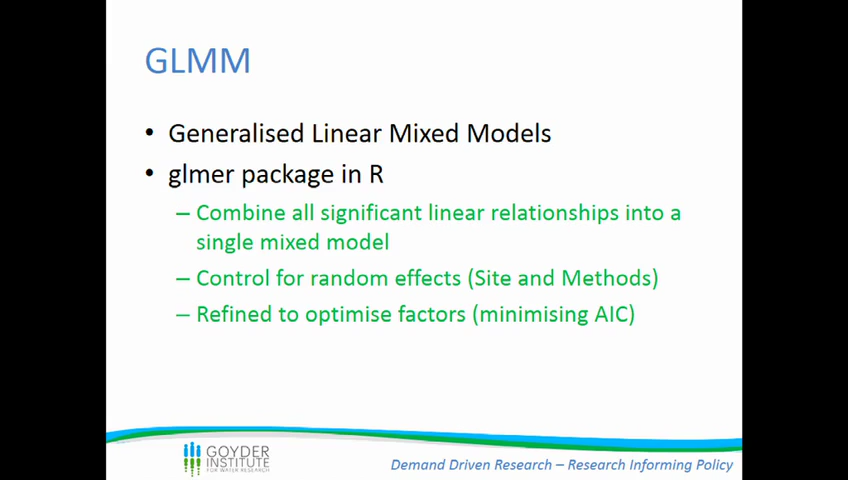 GLMM
• Generalised Linear Mixed Models
• glmer package in R
– Combine all significant linear relationships into a
single mixed model
– Control for random effects (Site and Methods)
– Refined to optimise factors (minimising AIC)
GOYDER
INSTITUTE
FOR WATER RESEARCH
Demand Driven Research – Research Informing Policy